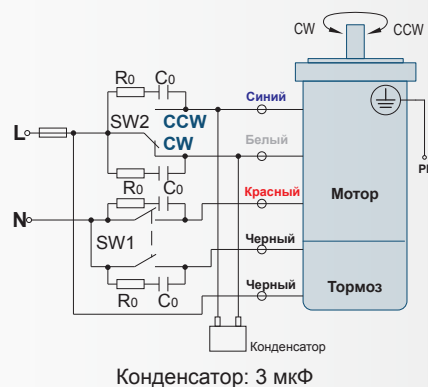 CW CCW
R0 C0
Синий
SW2 CCW
CW
L
Белый
R0 C0
Красный
N
Мотор
SW1
Черный
R0 C0
Черный
Тормоз
Конденсатор
Конденсатор: 3 мкФ